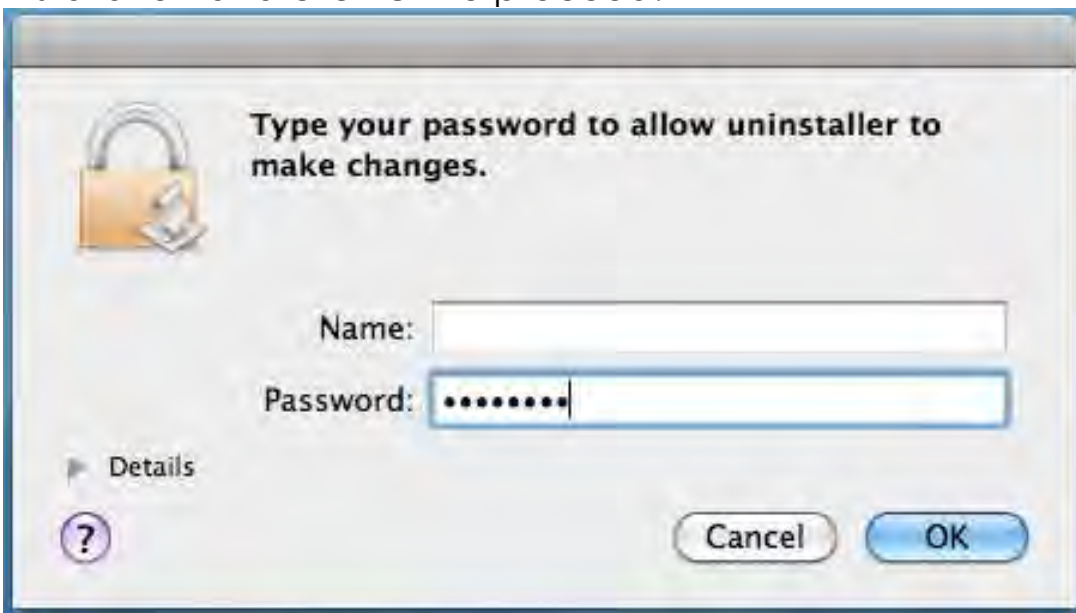 Type your password to allow uninstaller to
make changes.
Name:
Password: ••••••••
Details
?
Cancel
OK